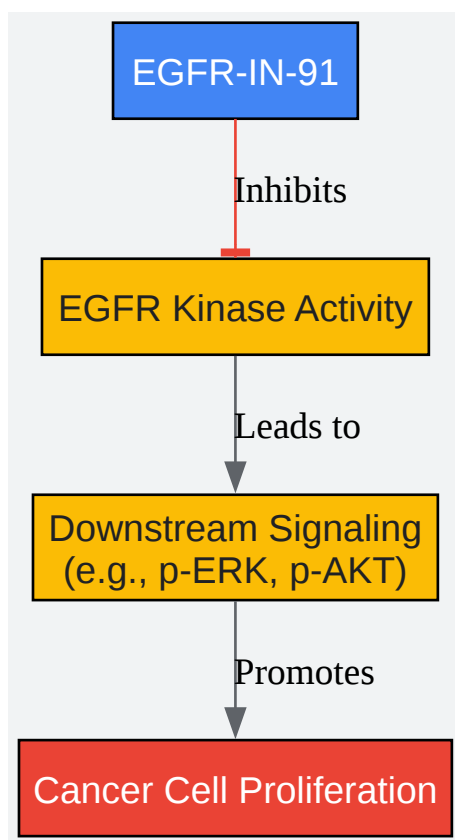 EGFR-IN-91
Inhibits
EGFR Kinase Activity
Leads to
Downstream Signaling
(e.g., p-ERK, p-AKT)
Promotes
Cancer Cell Proliferation